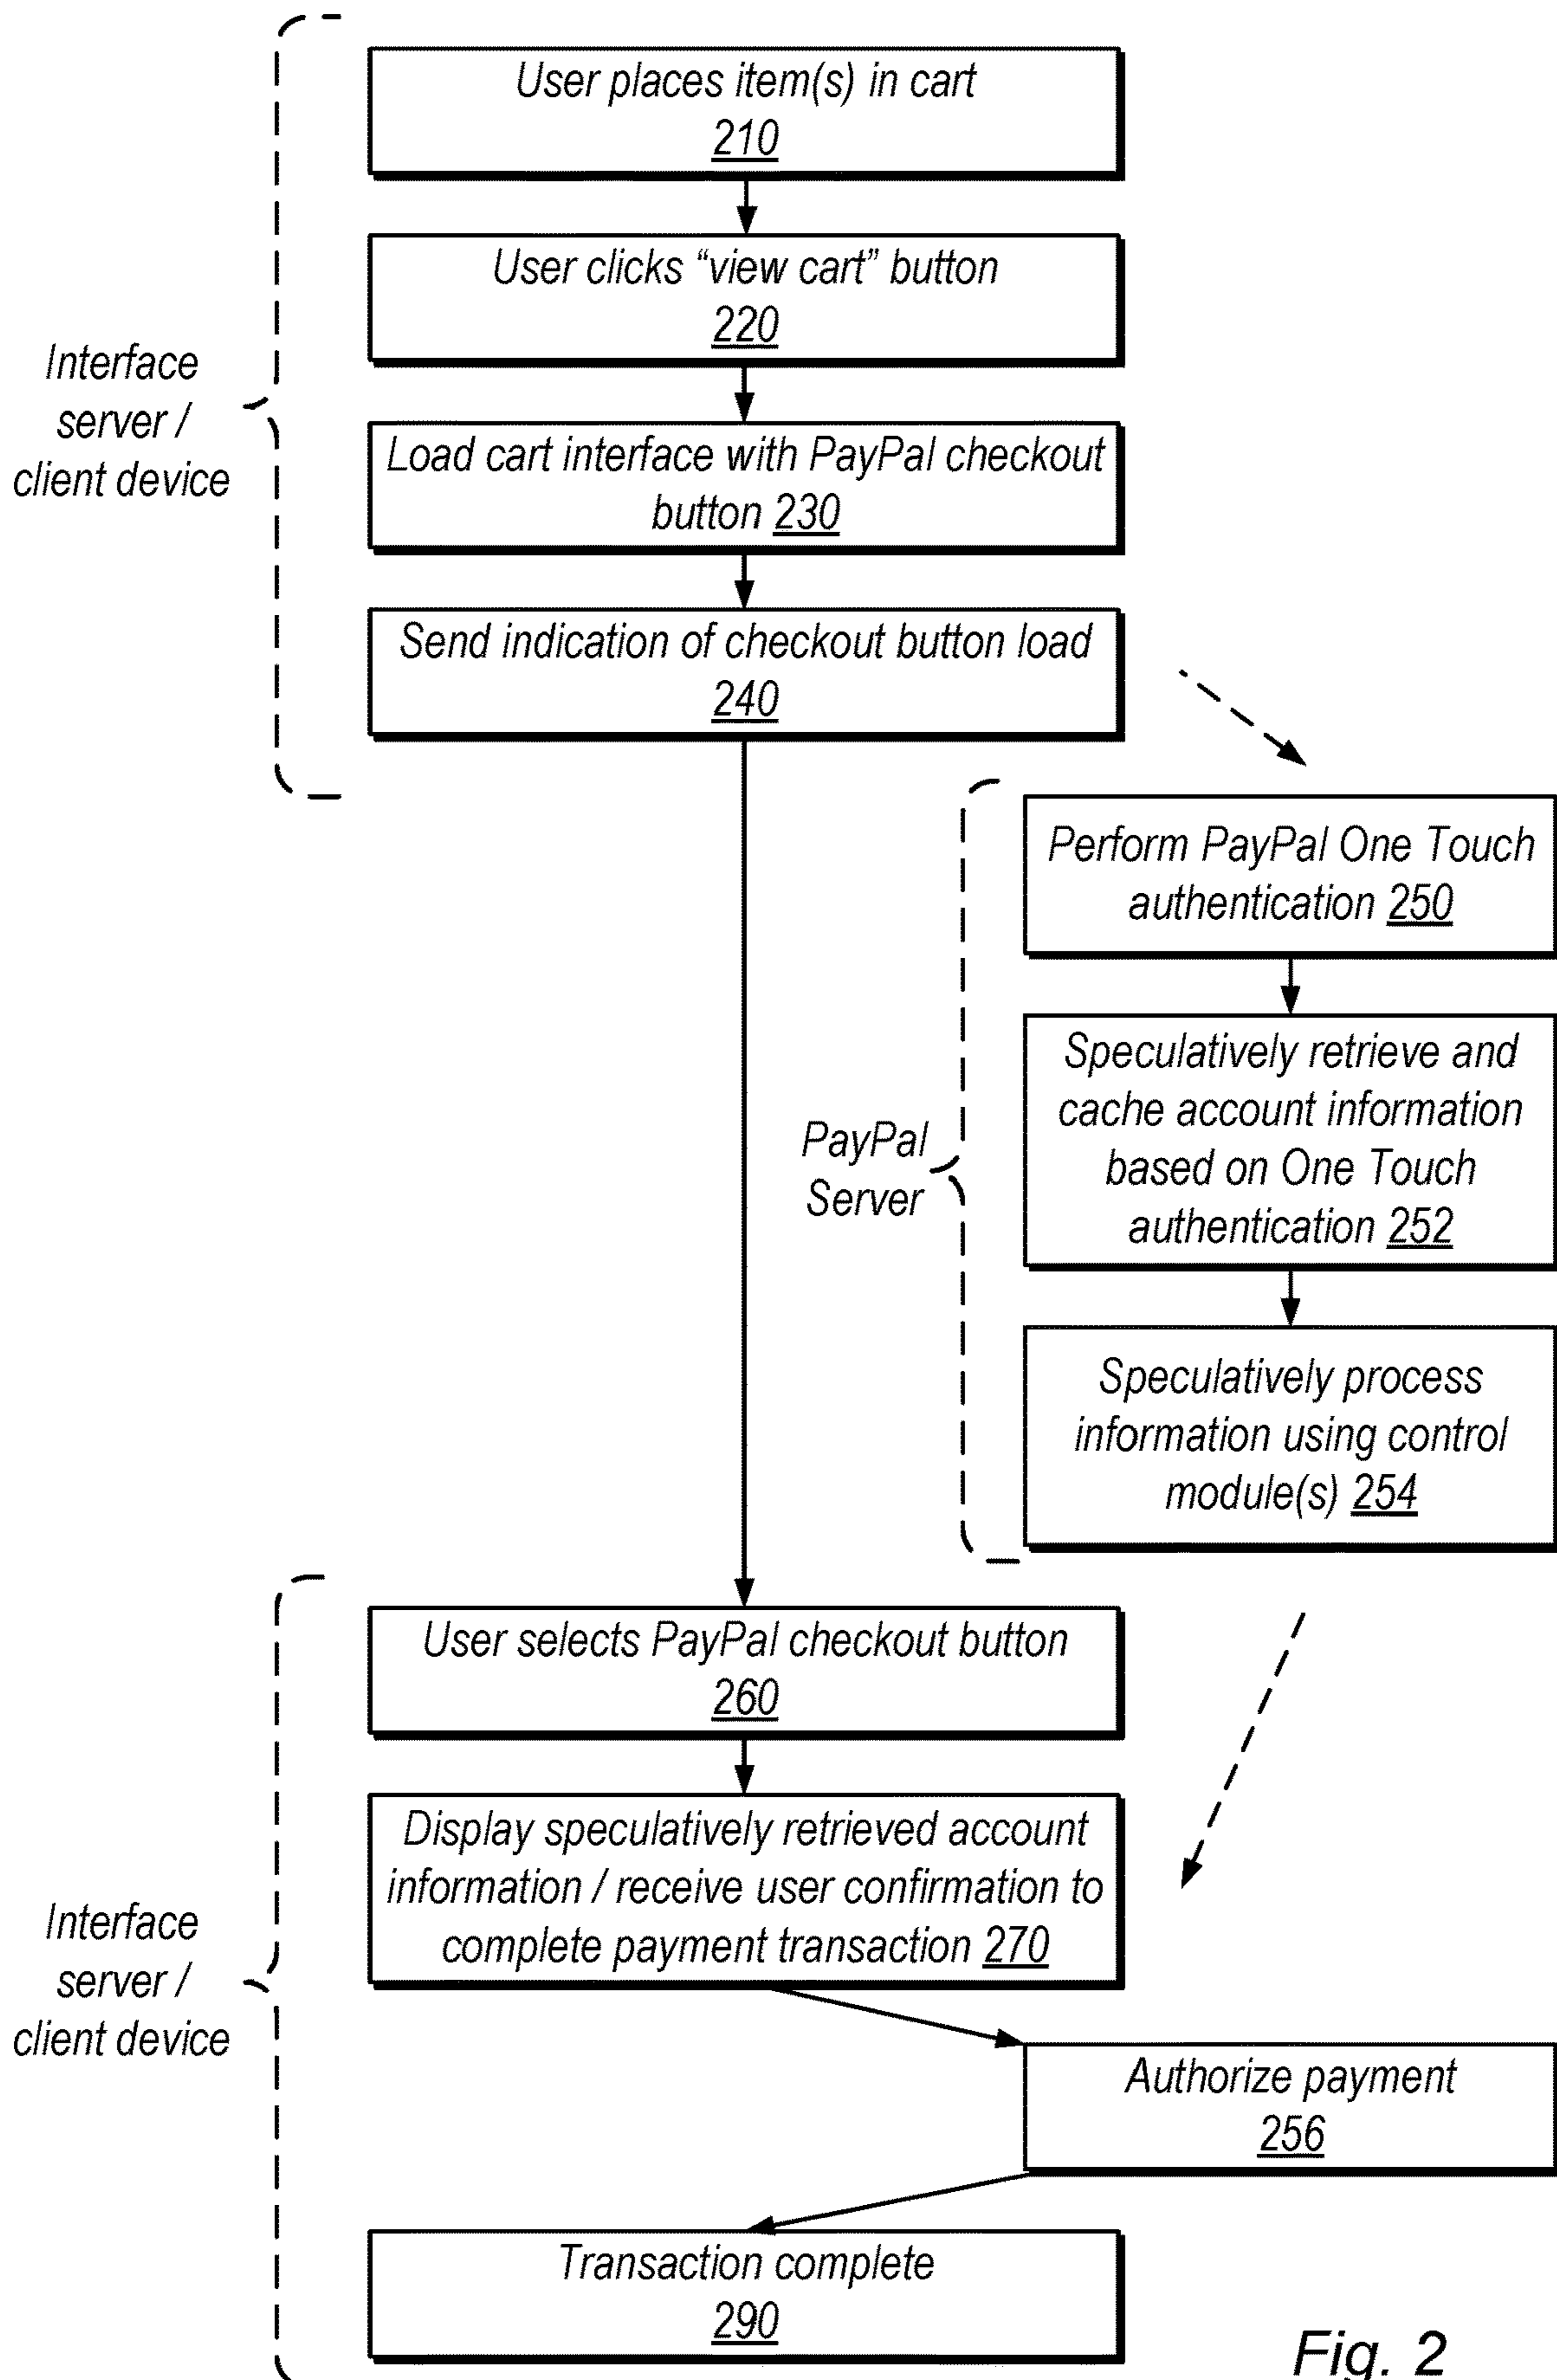 User places item(s) in cart
210
User clicks “view cart” button
220
Interface
server /
client device
Load cart interface with PayPal checkout
button 230
Send indication of checkout button load
240
Perform PayPal One Touch
authentication 250
Speculatively retrieve and
cache account information
based on One Touch
authentication 252
PayPal
Server
Speculatively process
information using control
module(s) 254
User selects PayPal checkout button
260
Display speculatively retrieved account
information / receive user confirmation to
complete payment transaction 270
Interface
server /
client device
Authorize payment
256
Transaction complete
290
Fig. 2